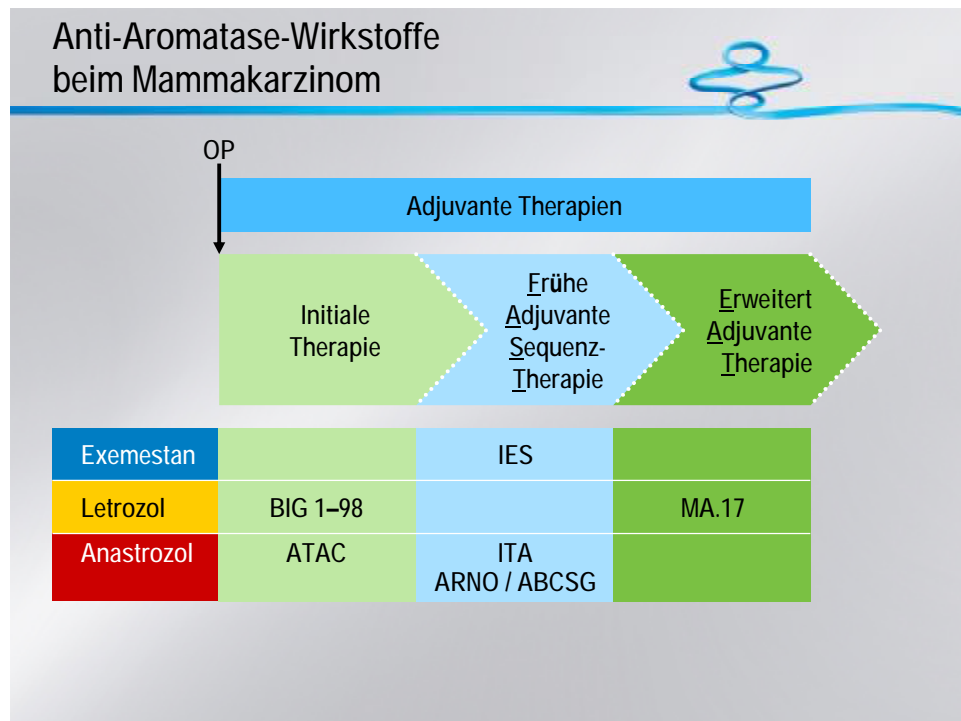 Anti-Aromatase-Wirkstoffe
beim Mammakarzinom
OP
Adjuvante Therapien
Initiale
Therapie
Frühe
Adjuvante
Sequenz-
Therapie
Erweitert
Adjuvante
Therapie
Exemestan IES
Letrozol BIG 1–98 MA.17
Anastrozol ATAC ITA
ARNO / ABCSG